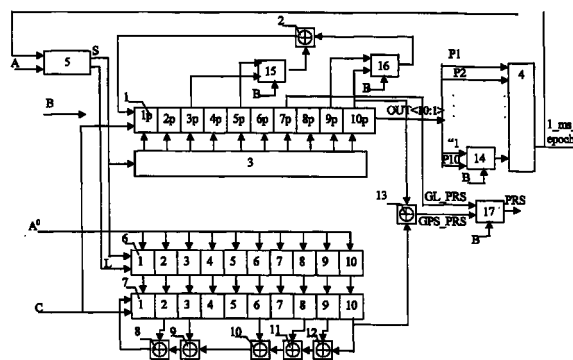 2
A
5
S
B
15
16
B
B
1
1p 2p 3p 4p 5p 6p 7p 8p 9p 10p
OUT<10:1>
3
P1
P2
4
"1
P10
14
B
1_ms_
epoch
13
GL_PRS
GPS_PRS
17
PRS
B
A⁰
6
L
1 2 3 4 5 6 7 8 9 10
7
C
1 2 3 4 5 6 7 8 9 10
8 9 10 11 12